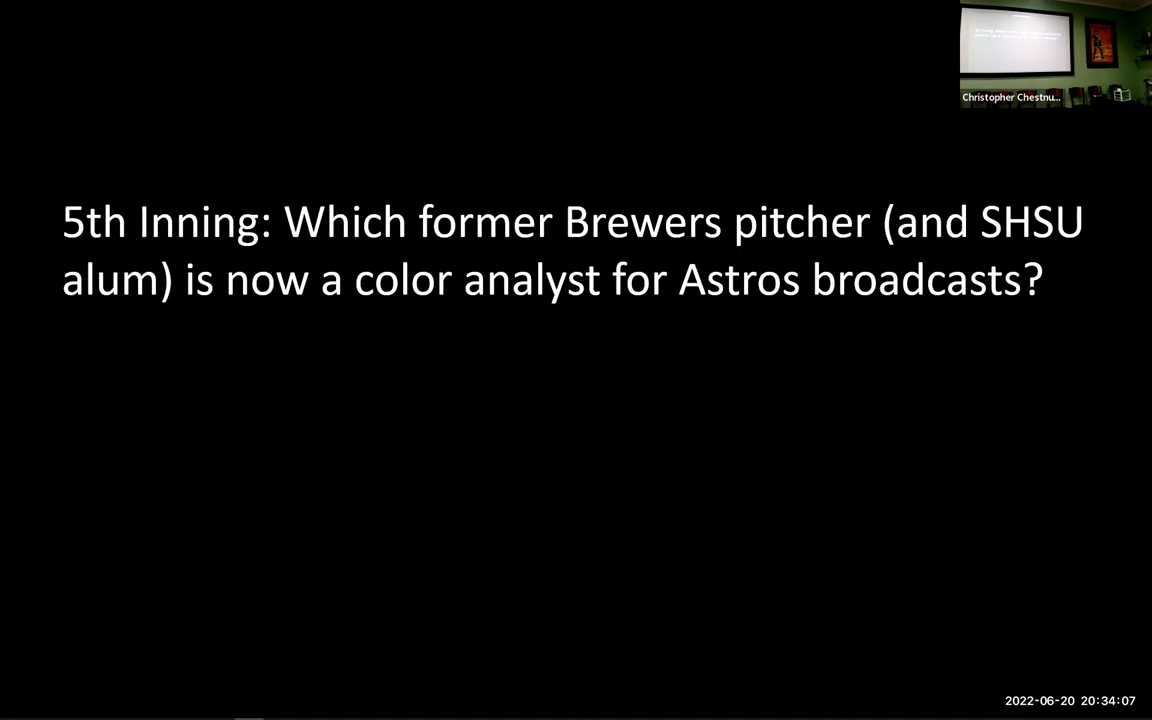 Christopher Chestnu...
5th Inning: Which former Brewers pitcher (and SHSU
alum) is now a color analyst for Astros broadcasts?
2022-06-20 20:34:07